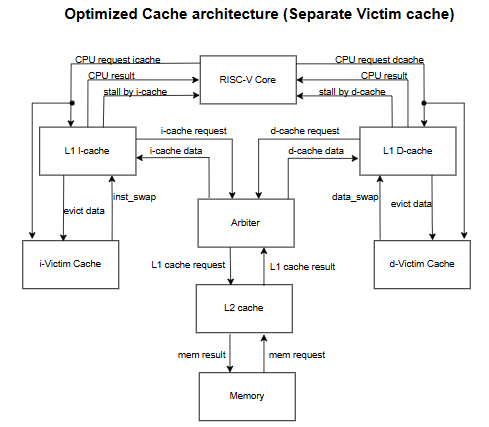 Optimized Cache architecture (Separate Victim cache)
CPU request icache
CPU request dcache
CPU result
RISC-V Core
CPU result
stall by i-cache
stall by d-cache
i-cache request
d-cache request
L1 I-cache
i-cache data
d-cache data
L1 D-cache
inst_swap
data_swap
evict data
evict data
Arbiter
i-Victim Cache
L1 cache request
L1 cache result
d-Victim Cache
L2 cache
mem result
mem request
Memory